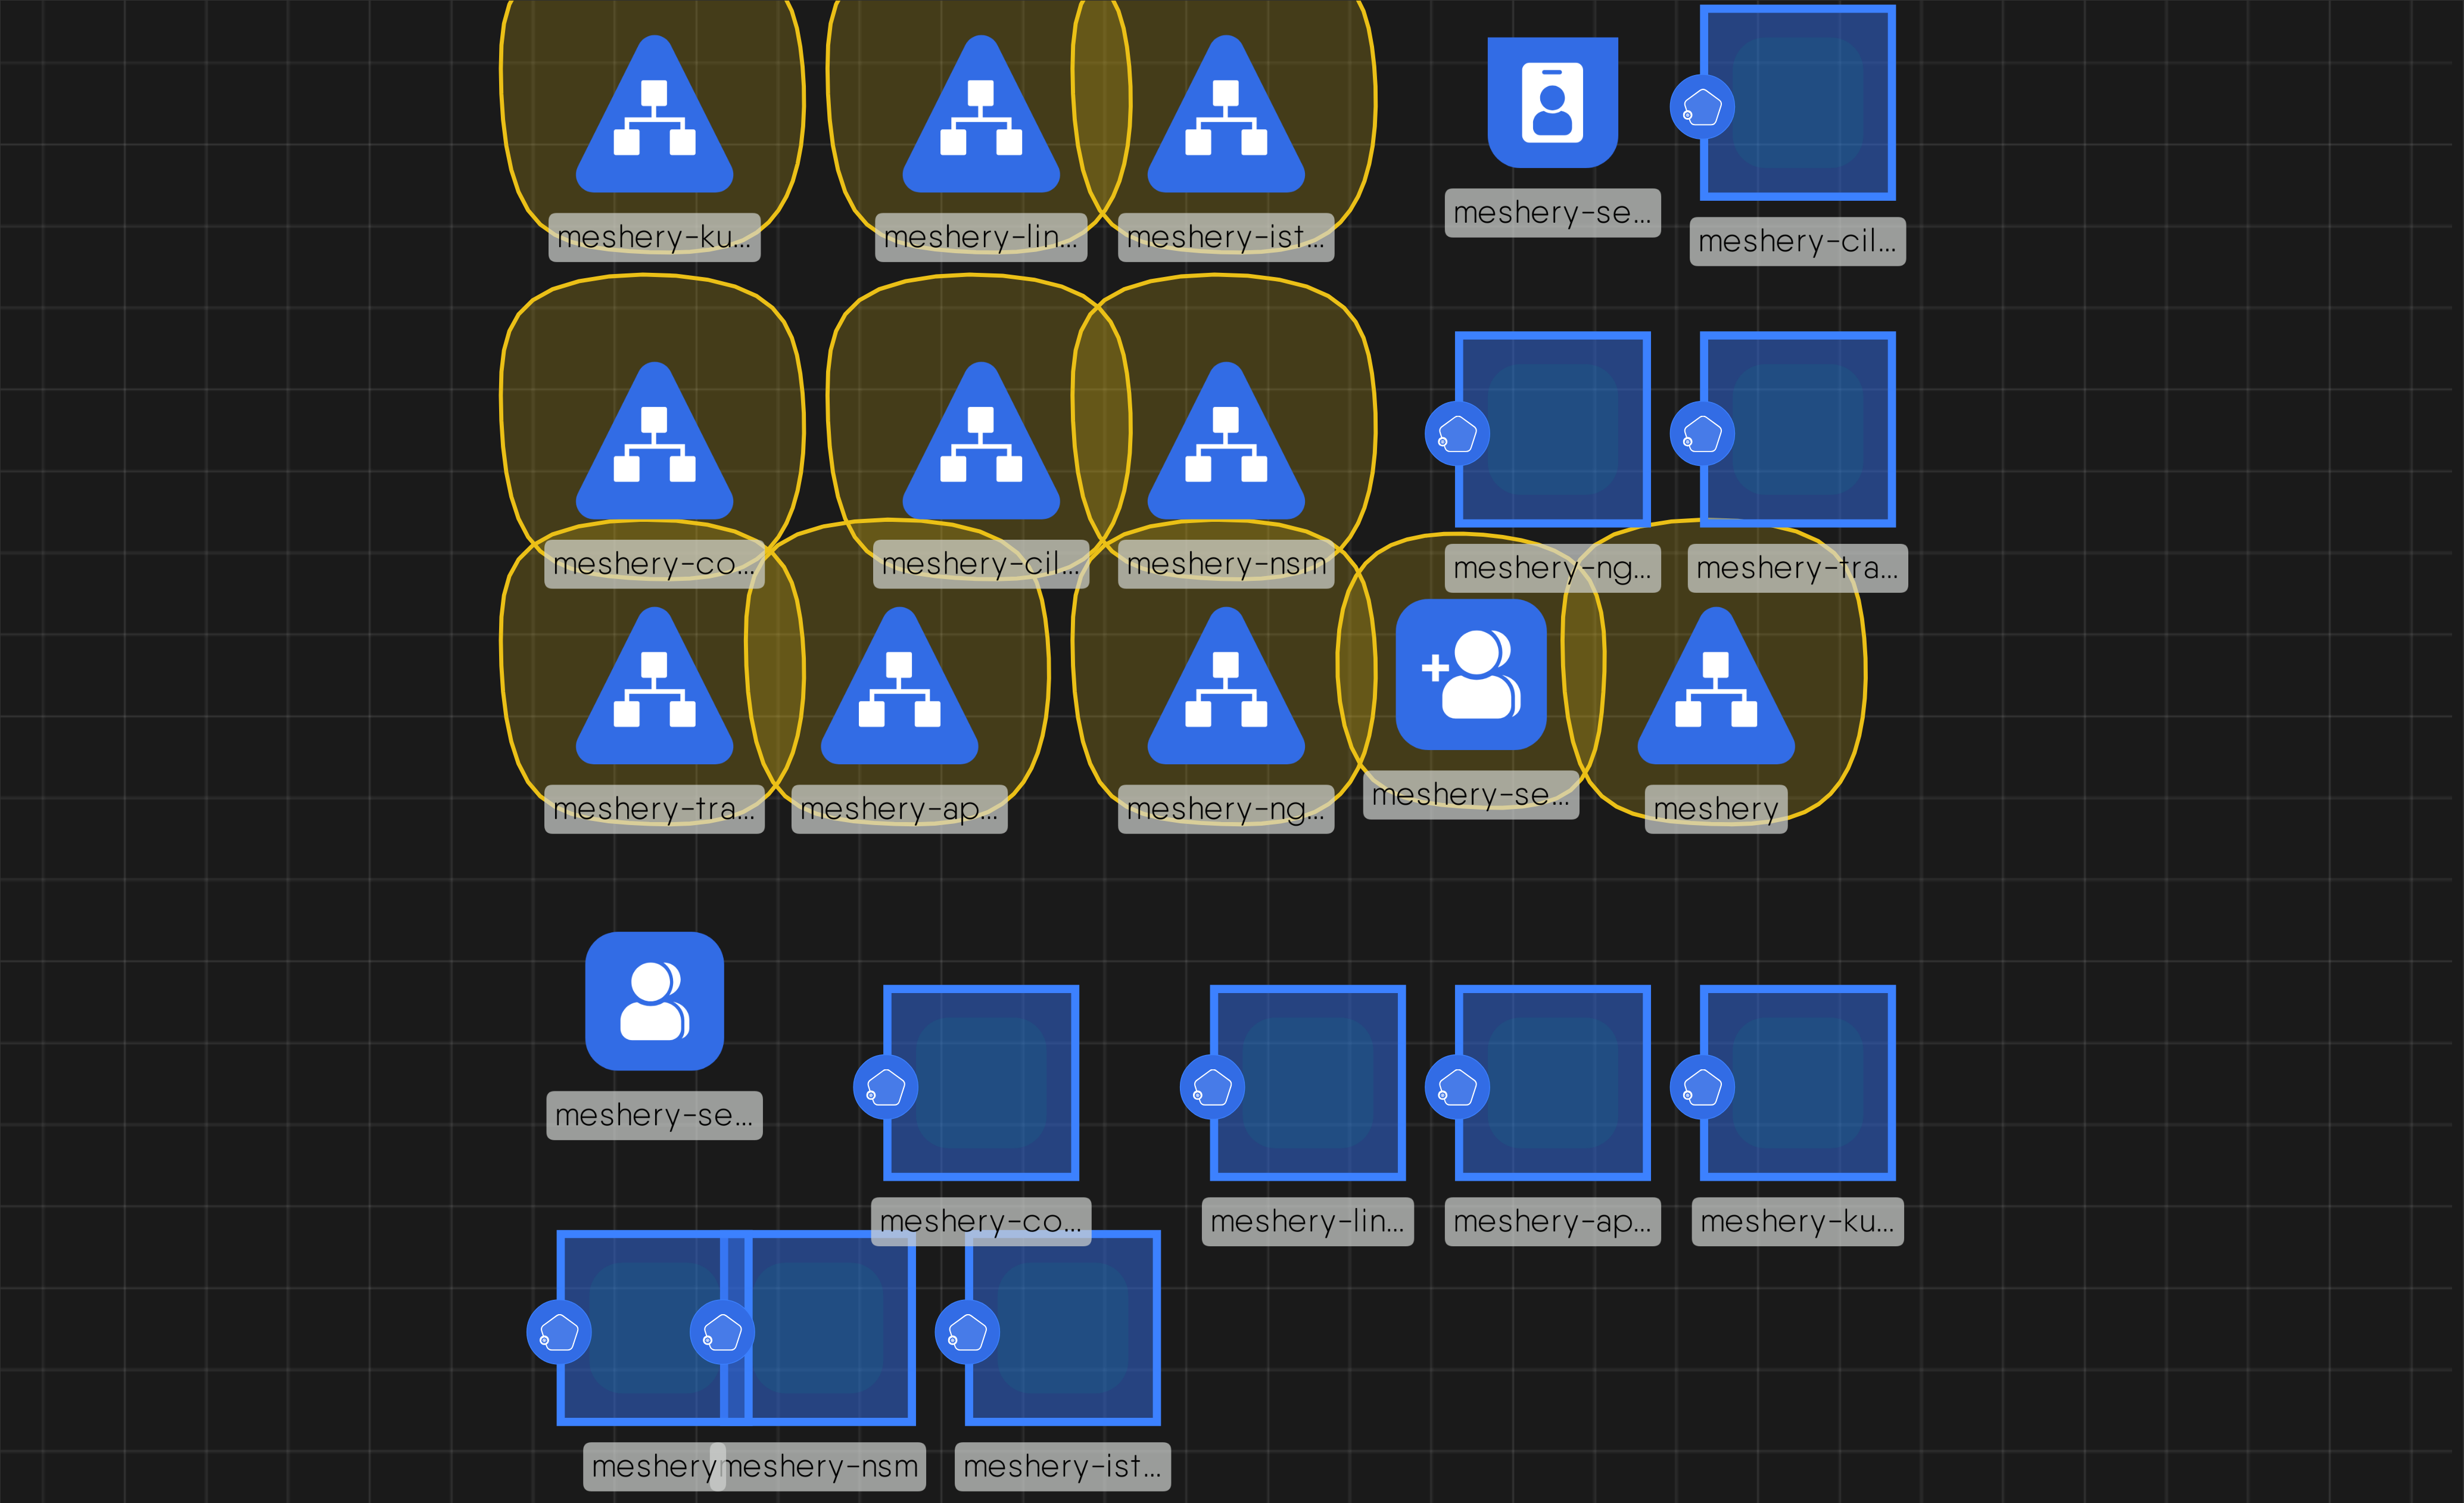 meshery-ku...
meshery-lin...
meshery-ist...
meshery-se...
meshery-cil...
meshery-co...
meshery-cil...
meshery-nsm
meshery-ng...
meshery-tra...
meshery-tra...
meshery-ap...
meshery-ng...
meshery-se...
meshery
meshery-se...
meshery-co...
meshery-lin...
meshery-ap...
meshery-ku...
meshery
meshery-nsm
meshery-ist...